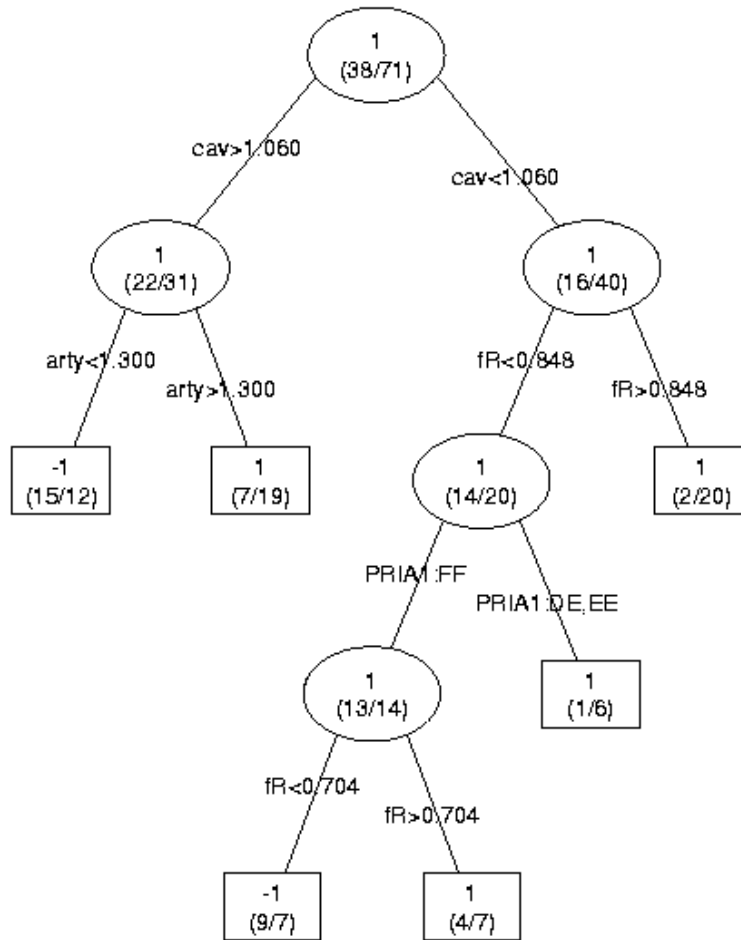 1
(38/71)
cav>1.060
cav<1.060
1
(22/31)
1
(16/40)
arty<1.300
arty>1.300
fR<0.848
fR>0.848
-1
(15/12)
1
(7/19)
1
(14/20)
1
(2/20)
PRIA1:FF
PRIA1:DE,EE
1
(13/14)
1
(1/6)
fR<0.704
fR>0.704
-1
(9/7)
1
(4/7)